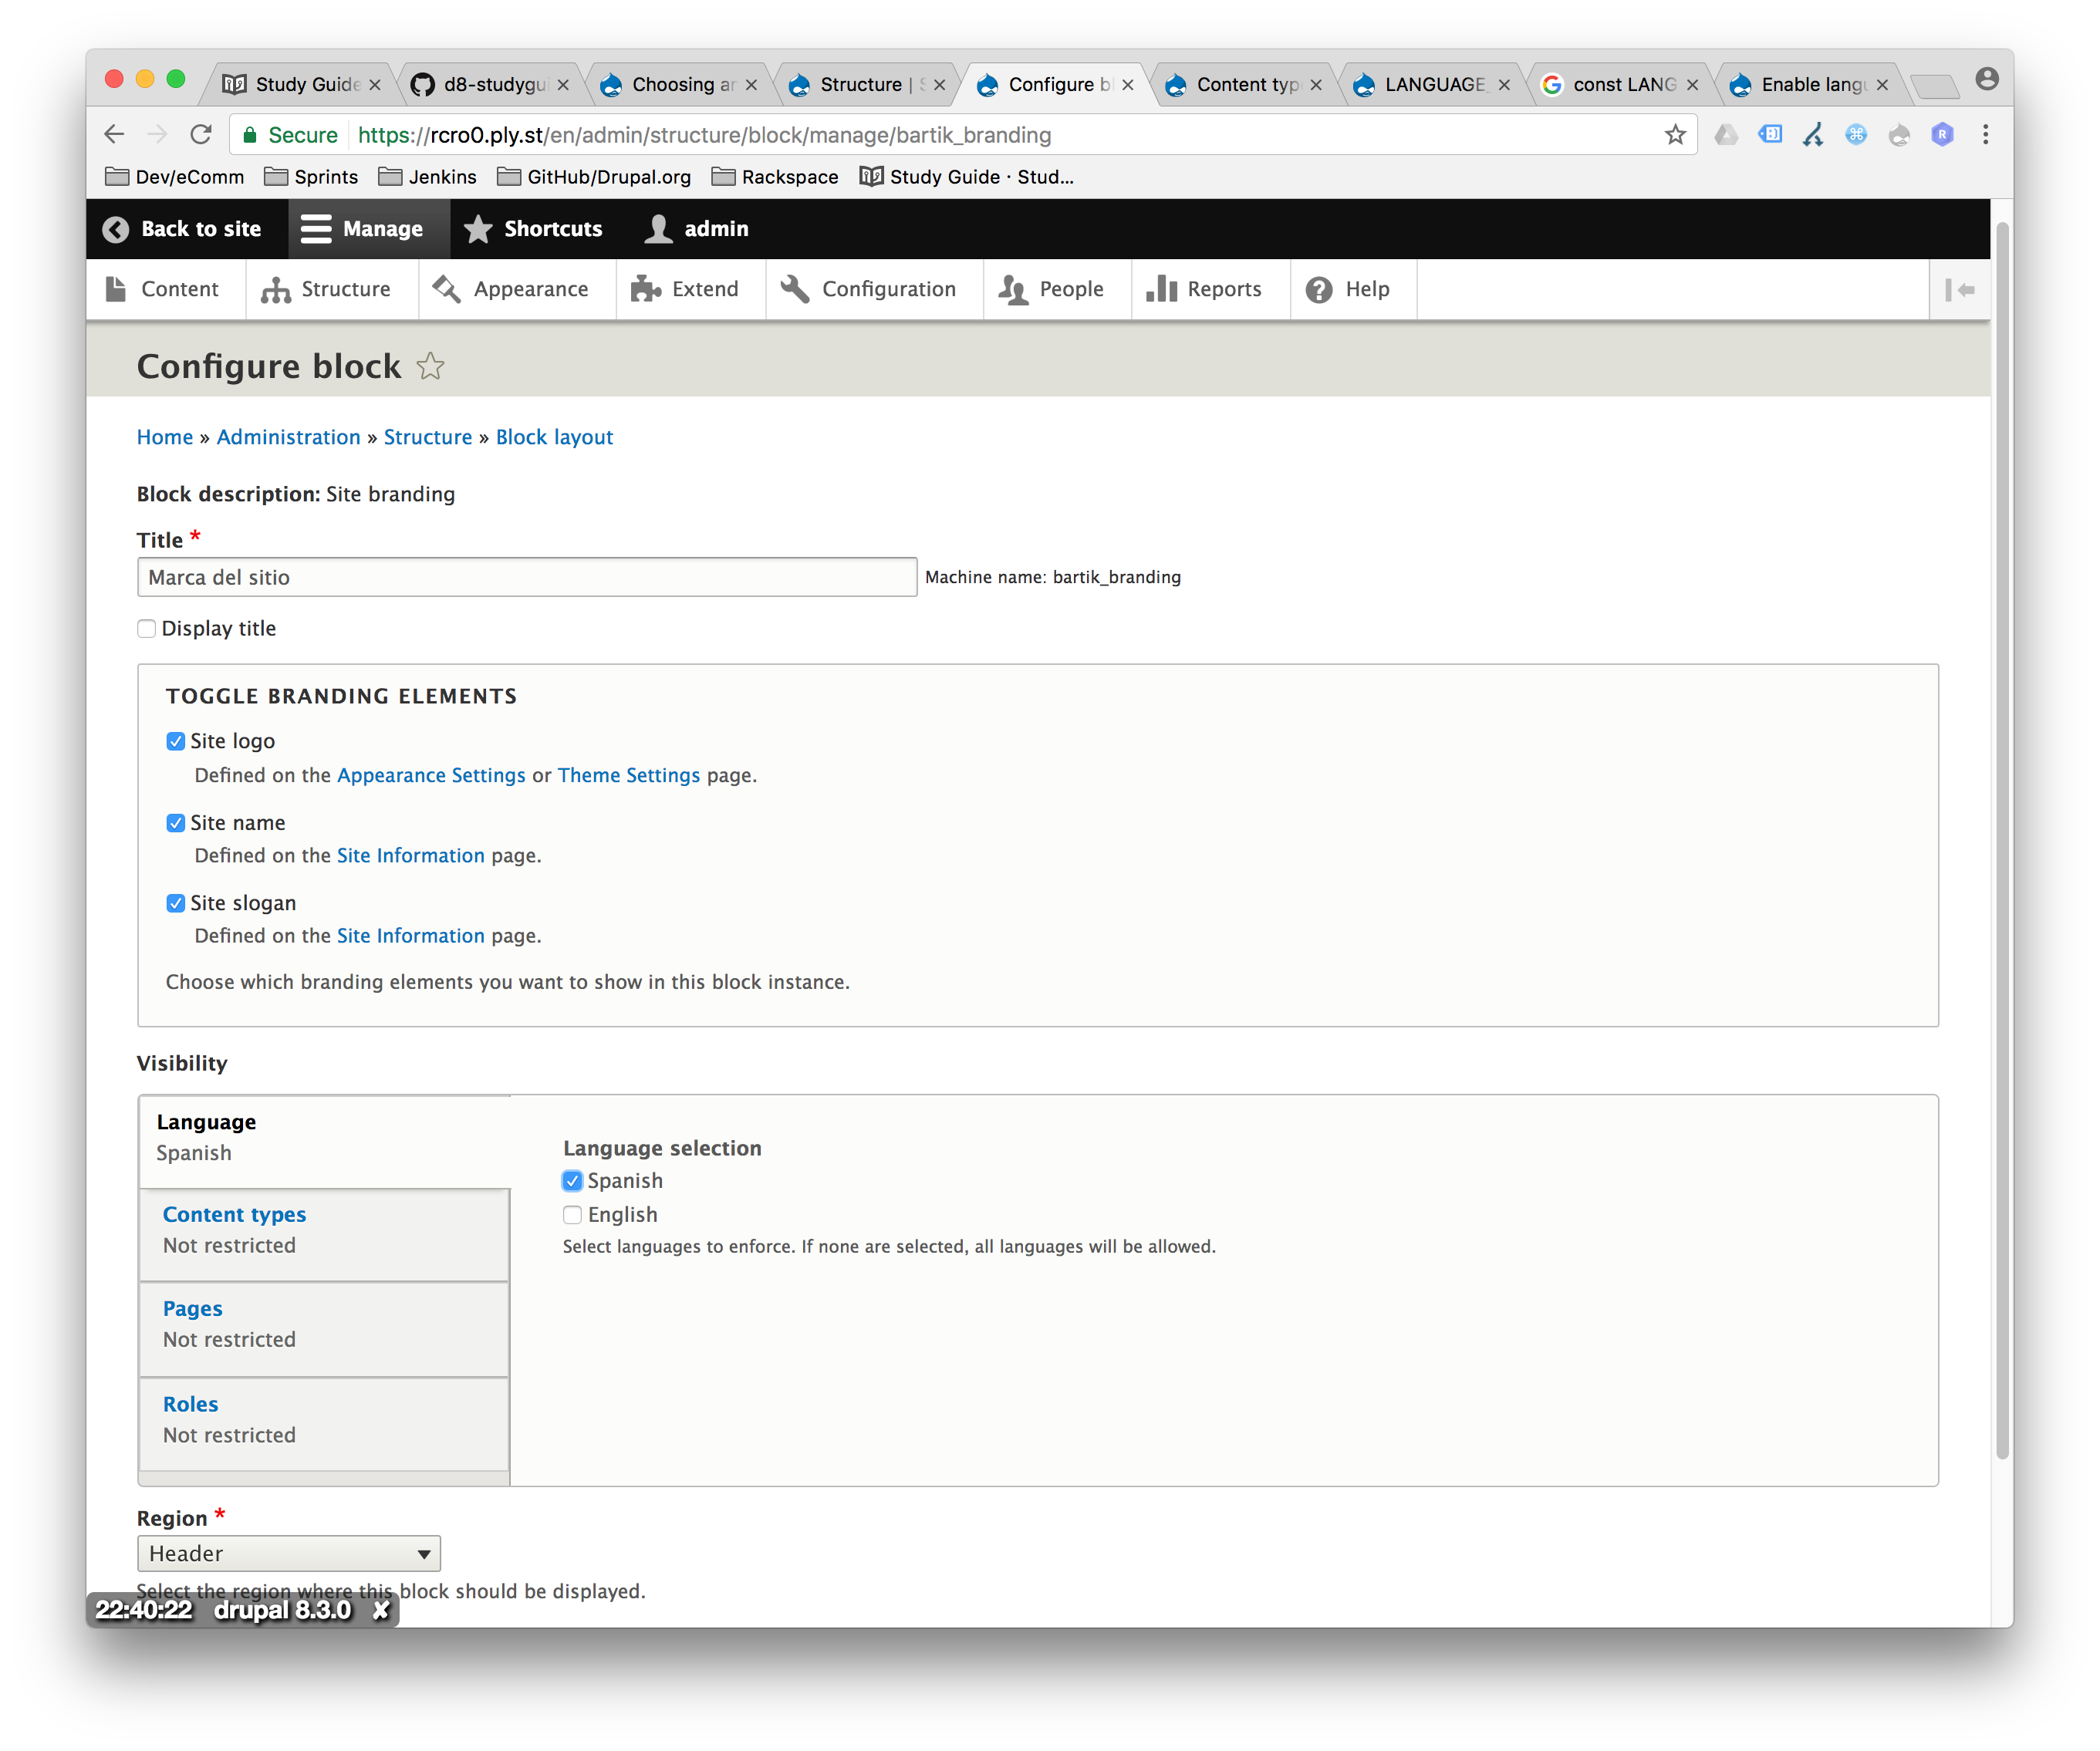 Study Guide d8-studygui Choosing ar Structure | S Configure bl Content typ LANGUAGE_ const LANG Enable langu
Secure https://rcro0.ply.st/en/admin/structure/block/manage/bartik_branding
Dev/eComm Sprints Jenkins GitHub/Drupal.org Rackspace Study Guide · Stud...
Back to site Manage Shortcuts admin
Content Structure Appearance Extend Configuration People Reports Help
Configure block
Home » Administration » Structure » Block layout
Block description: Site branding
Title *
Marca del sitio Machine name: bartik_branding
Display title
TOGGLE BRANDING ELEMENTS
Site logo
Defined on the Appearance Settings or Theme Settings page.
Site name
Defined on the Site Information page.
Site slogan
Defined on the Site Information page.
Choose which branding elements you want to show in this block instance.
Visibility
Language
Spanish
Content types
Not restricted
Pages
Not restricted
Roles
Not restricted
Language selection
Spanish
English
Select languages to enforce. If none are selected, all languages will be allowed.
Region *
Header
Select the region where this block should be displayed.
22:40:22 drupal 8.3.0 ✘